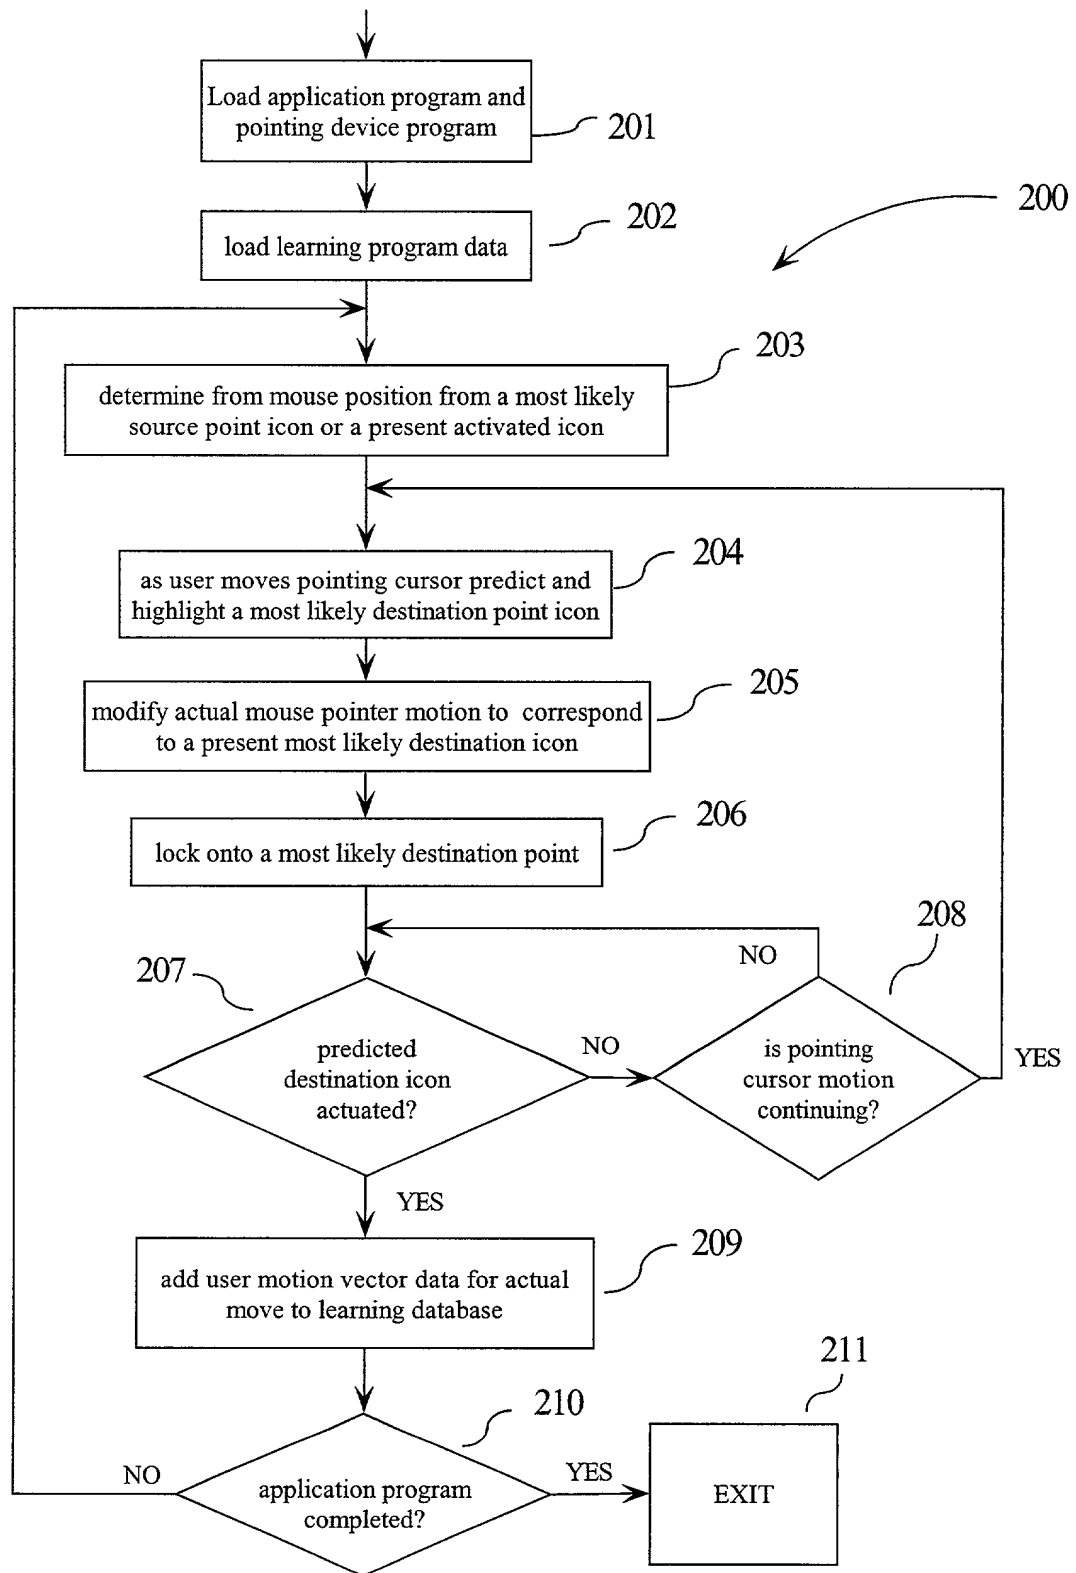 Load application program and
pointing device program
201
load learning program data
202
200
determine from mouse position from a most likely
source point icon or a present activated icon
203
as user moves pointing cursor predict and
highlight a most likely destination point icon
204
modify actual mouse pointer motion to correspond
to a present most likely destination icon
205
lock onto a most likely destination point
206
207
predicted
destination icon
actuated?
NO
YES
208
is pointing
cursor motion
continuing?
NO
YES
add user motion vector data for actual
move to learning database
209
210
application program
completed?
NO
YES
211
EXIT